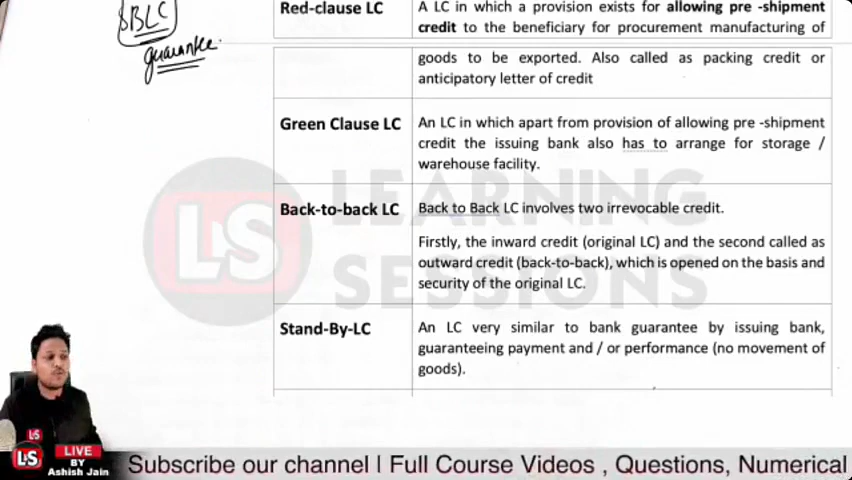 SBLC
guarantee.
Red-clause LC
A LC in which a provision exists for allowing pre -shipment
credit to the beneficiary for procurement manufacturing of
goods to be exported. Also called as packing credit or
anticipatory letter of credit
Green Clause LC
An LC in which apart from provision of allowing pre -shipment
credit the issuing bank also has to arrange for storage /
warehouse facility.
Back-to-back LC
Back to Back LC involves two irrevocable credit.
Firstly, the inward credit (original LC) and the second called as
outward credit (back-to-back), which is opened on the basis and
security of the original LC.
Stand-By-LC
An LC very similar to bank guarantee by issuing bank,
guaranteeing payment and / or performance (no movement of
goods).
LS LEARNING
SESSIONS
LS
LS
LIVE
BY
Ashish Jain
Subscribe our channel | Full Course Videos , Questions, Numerical